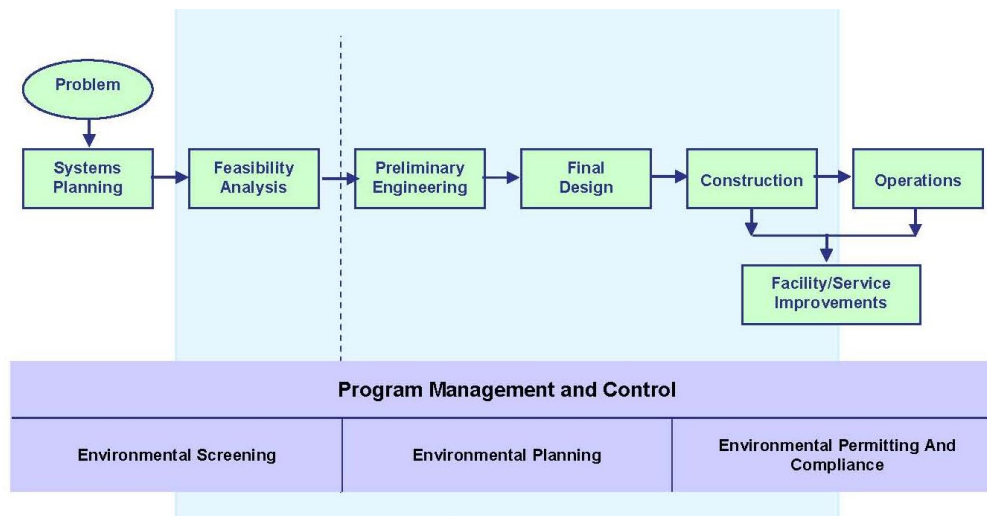 Problem
Systems
Planning
Feasibility
Analysis
Preliminary
Engineering
Final
Design
Construction
Operations
Facility/Service
Improvements
Program Management and Control
Environmental Screening
Environmental Planning
Environmental Permitting And
Compliance